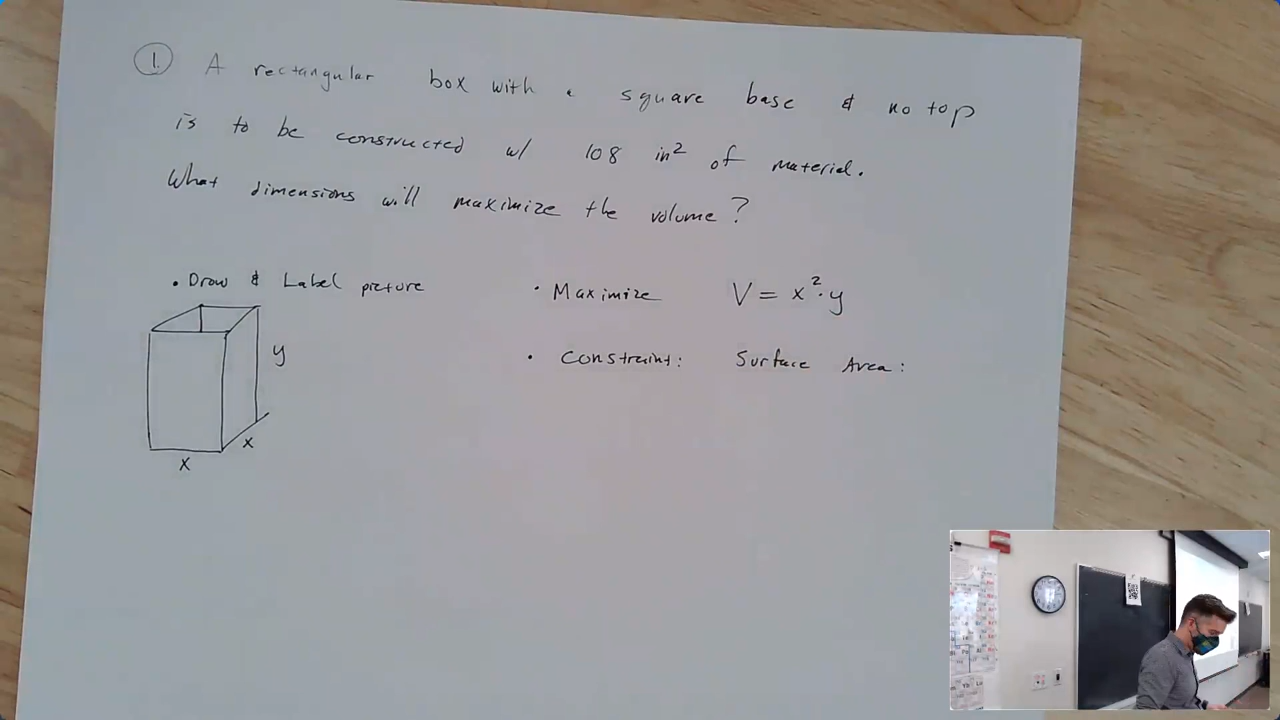 1. A rectangular box with a square base & no top
is to be constructed w/ 108 in² of material.
What dimensions will maximize the volume?
• Draw & Label picture
• Maximize V = x²·y
• Constraint: Surface Area:
y
x
x